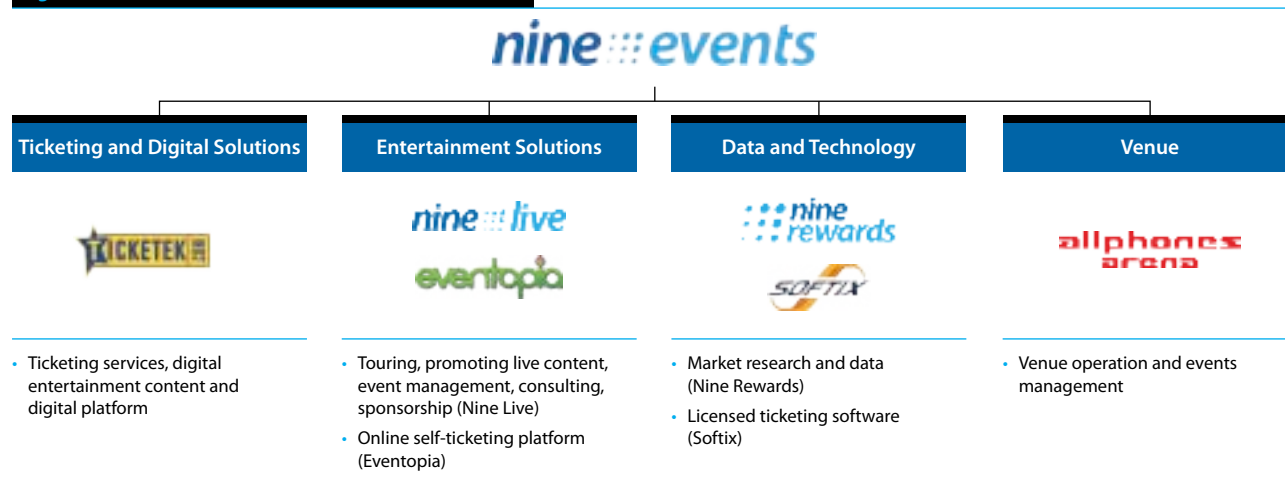 nine events
Ticketing and Digital Solutions
Entertainment Solutions
Data and Technology
Venue
TICKETEK
nine live
eventopia
nine
rewards
SOFTIX
allphones
arena
• Ticketing services, digital
entertainment content and
digital platform
• Touring, promoting live content,
event management, consulting,
sponsorship (Nine Live)
• Online self-ticketing platform
(Eventopia)
• Market research and data
(Nine Rewards)
• Licensed ticketing software
(Softix)
• Venue operation and events
management